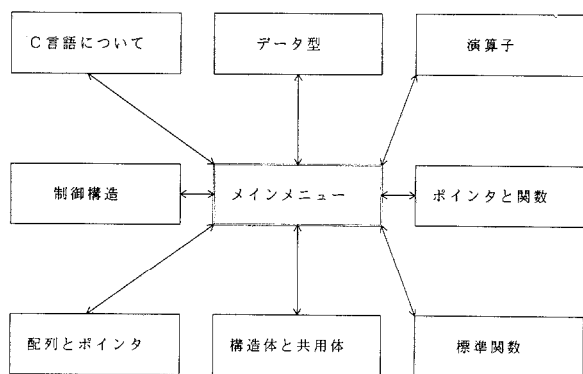 C言語について
データ型
演算子
制御構造
メインメニュー
ポインタと関数
配列とポインタ
構造体と共用体
標準関数